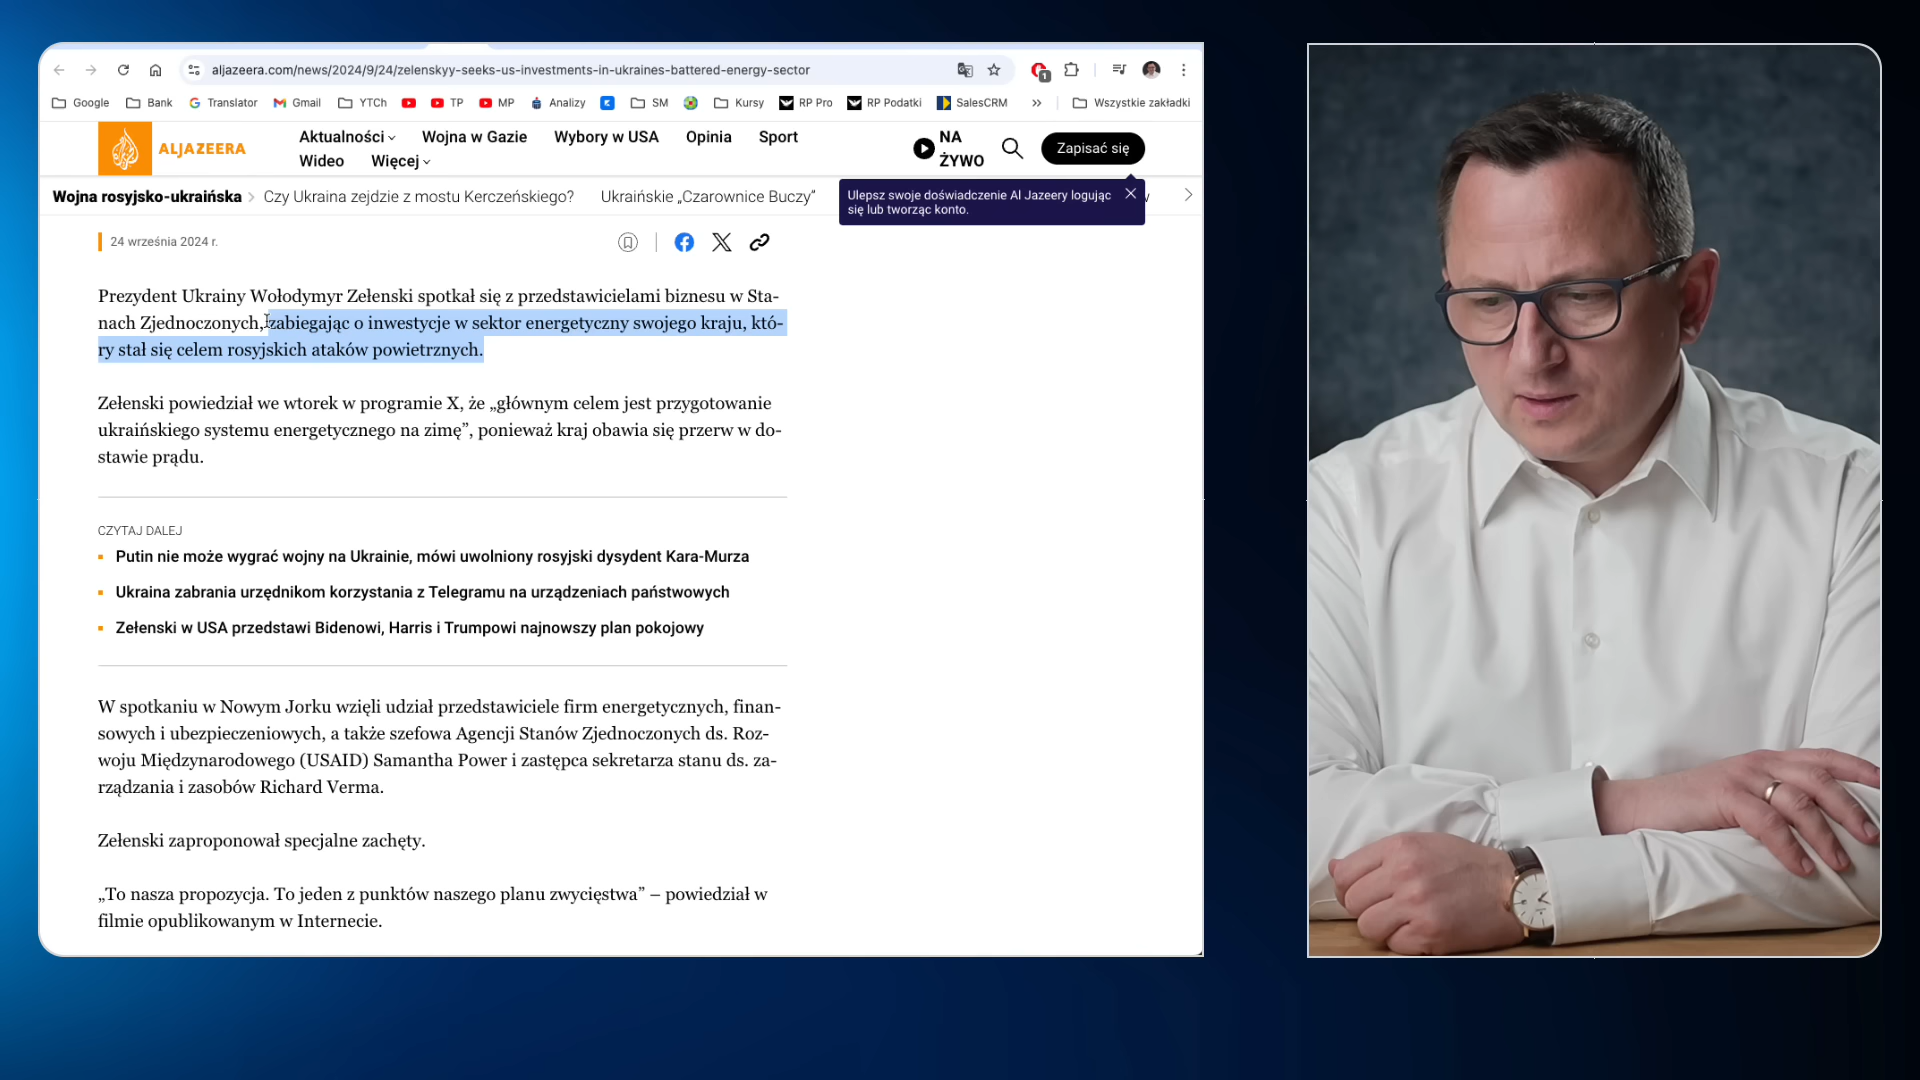 aljazeera.com/news/2024/9/24/zelenskyy-seeks-us-investments-in-ukraines-battered-energy-sector
1
Google Bank Translator Gmail YTCh TP MP Analizy SM Kursy RP Pro RP Podatki SalesCRM » Wszystkie zakładki
ALJAZEERA
Aktualności Wojna w Gazie Wybory w USA Opinia Sport
Wideo Więcej
NA
ŻYWO
Zapisać się
Wojna rosyjsko-ukraińska Czy Ukraina zejdzie z mostu Kerczeńskiego? Ukraińskie „Czarownice Buczy”
Ulepsz swoje doświadczenie Al Jazeery logując
się lub tworząc konto.
24 września 2024 r.
Prezydent Ukrainy Wołodymyr Zełenski spotkał się z przedstawicielami biznesu w Sta-
nach Zjednoczonych, zabiegając o inwestycje w sektor energetyczny swojego kraju, któ-
ry stał się celem rosyjskich ataków powietrznych.
Zełenski powiedział we wtorek w programie X, że „głównym celem jest przygotowanie
ukraińskiego systemu energetycznego na zimę”, ponieważ kraj obawia się przerw w do-
stawie prądu.
CZYTAJ DALEJ
Putin nie może wygrać wojny na Ukrainie, mówi uwolniony rosyjski dysydent Kara-Murza
Ukraina zabrania urzędnikom korzystania z Telegramu na urządzeniach państwowych
Zełenski w USA przedstawi Bidenowi, Harris i Trumpowi najnowszy plan pokojowy
W spotkaniu w Nowym Jorku wzięli udział przedstawiciele firm energetycznych, finan-
sowych i ubezpieczeniowych, a także szefowa Agencji Stanów Zjednoczonych ds. Roz-
woju Międzynarodowego (USAID) Samantha Power i zastępca sekretarza stanu ds. za-
rządzania i zasobów Richard Verma.
Zełenski zaproponował specjalne zachęty.
„To nasza propozycja. To jeden z punktów naszego planu zwycięstwa” – powiedział w
filmie opublikowanym w Internecie.